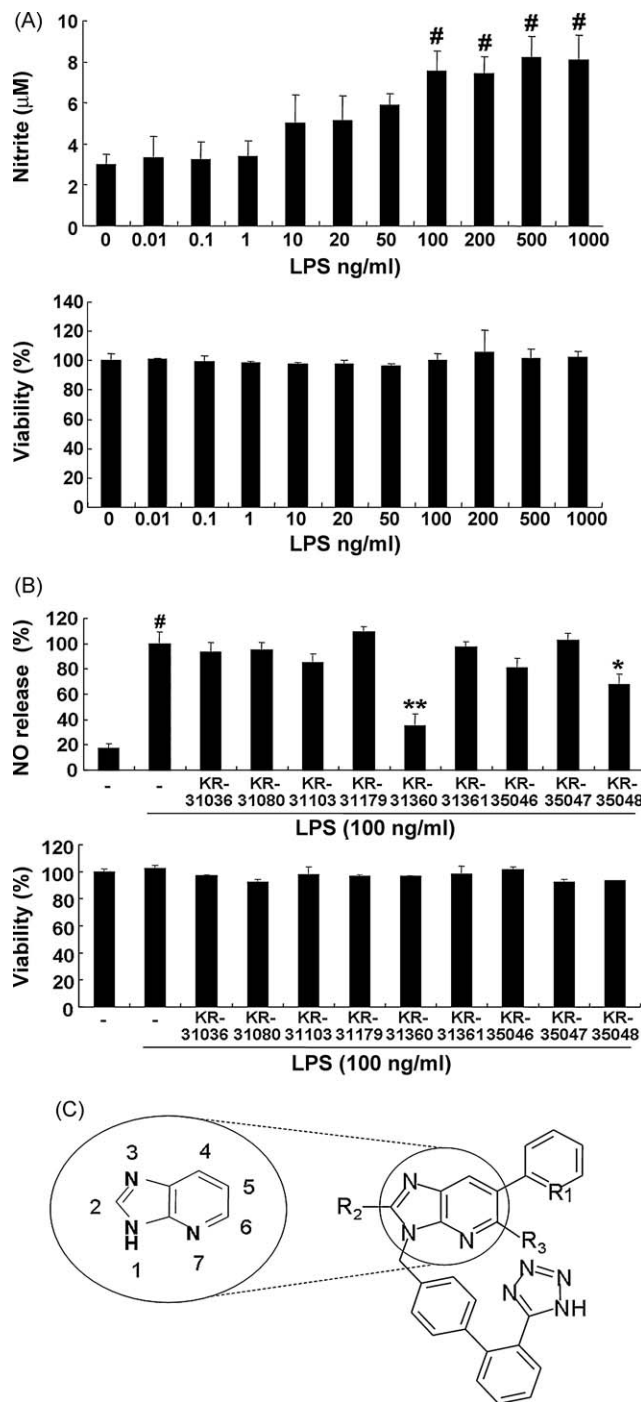 (A)
Nitrite (µM)
10
8
6
4
2
0
# # # #
0 0.01 0.1 1 10 20 50 100 200 500 1000
LPS ng/ml)
Viability (%)
140
120
100
80
60
40
20
0
0 0.01 0.1 1 10 20 50 100 200 500 1000
LPS ng/ml)
(B)
NO release (%)
120
100
80
60
40
20
0
# ** *
- - KR- KR- KR- KR- KR- KR- KR- KR- KR-
31036 31080 31103 31179 31360 31361 35046 35047 35048
LPS (100 ng/ml)
Viability (%)
120
100
80
60
40
20
0
- - KR- KR- KR- KR- KR- KR- KR- KR- KR-
31036 31080 31103 31179 31360 31361 35046 35047 35048
LPS (100 ng/ml)
(C)
3 4
N
2 5
N N 6
H
1 7
N R1
R2
N N R3
N=N
N NH